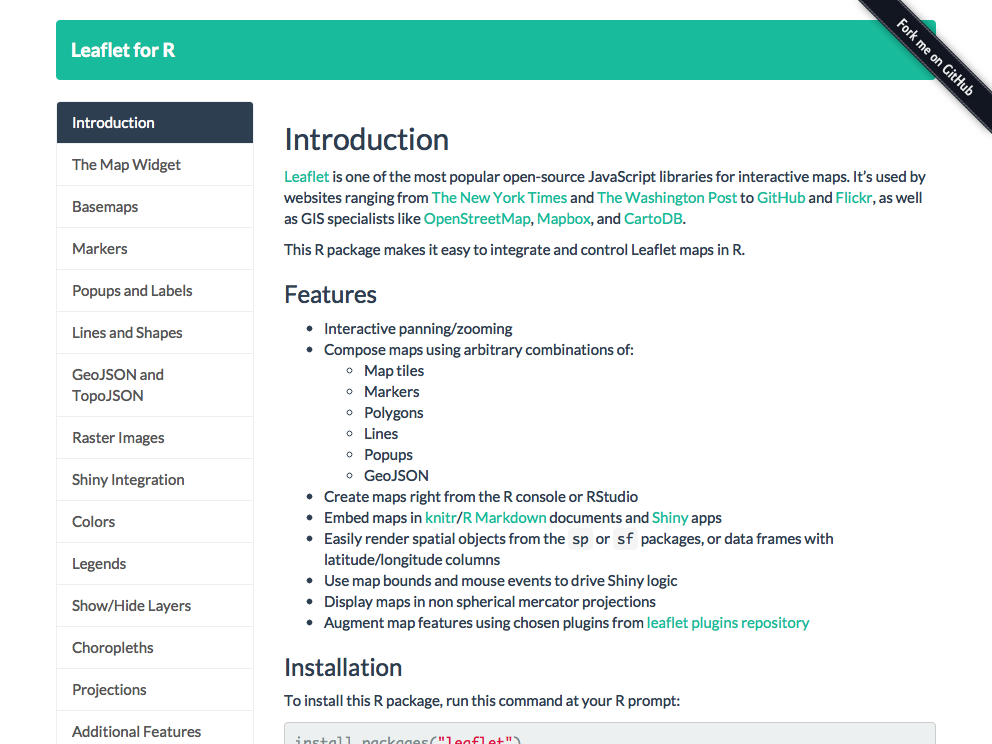 Leaflet for R
Fork me on GitHub
Introduction
The Map Widget
Basemaps
Markers
Popups and Labels
Lines and Shapes
GeoJSON and
TopoJSON
Raster Images
Shiny Integration
Colors
Legends
Show/Hide Layers
Choropleths
Projections
Additional Features
Introduction
Leaflet is one of the most popular open-source JavaScript libraries for interactive maps. It’s used by
websites ranging from The New York Times and The Washington Post to GitHub and Flickr, as well
as GIS specialists like OpenStreetMap, Mapbox, and CartoDB.
This R package makes it easy to integrate and control Leaflet maps in R.
Features
• Interactive panning/zooming
• Compose maps using arbitrary combinations of:
◦ Map tiles
◦ Markers
◦ Polygons
◦ Lines
◦ Popups
◦ GeoJSON
• Create maps right from the R console or RStudio
• Embed maps in knitr/R Markdown documents and Shiny apps
• Easily render spatial objects from the sp or sf packages, or data frames with
latitude/longitude columns
• Use map bounds and mouse events to drive Shiny logic
• Display maps in non spherical mercator projections
• Augment map features using chosen plugins from leaflet plugins repository
Installation
To install this R package, run this command at your R prompt:
install.packages("leaflet")